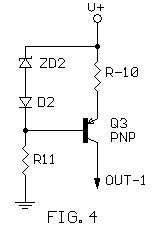 U+
ZD2
R-10
D2
Q3
PNP
R11
OUT-1
FIG. 4